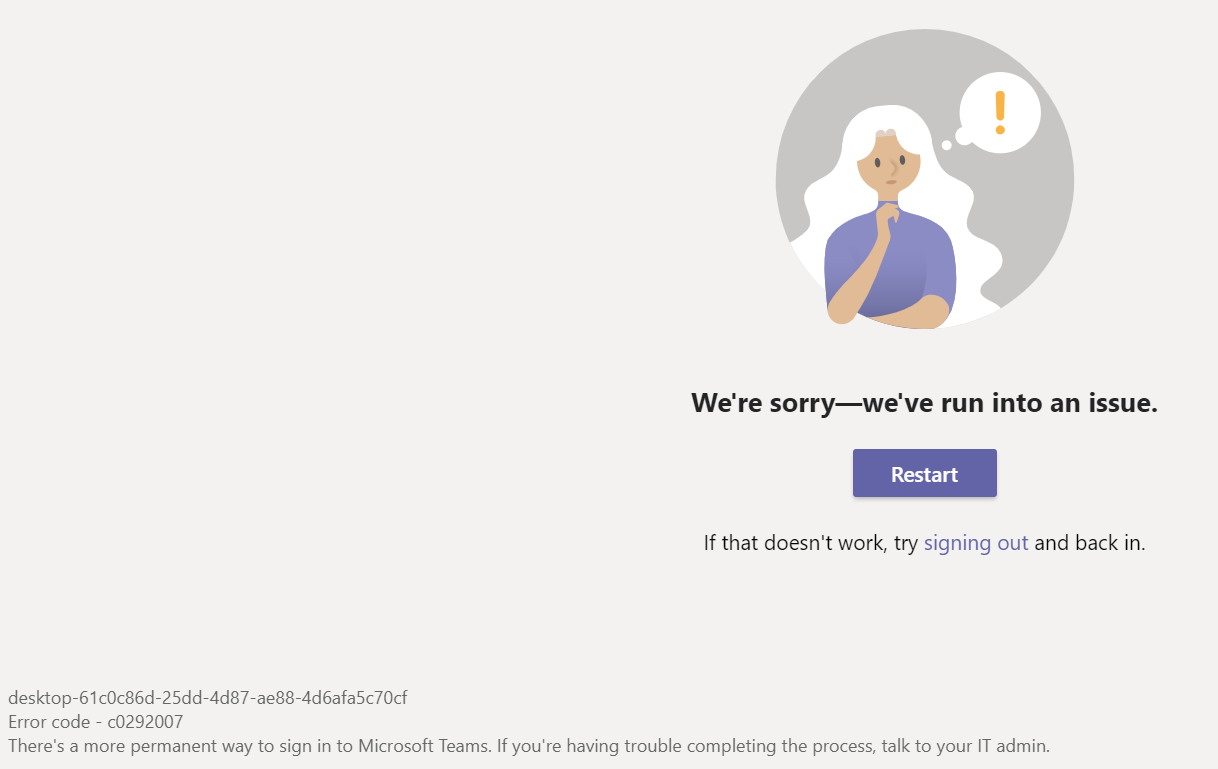 We're sorry—we've run into an issue.
Restart
If that doesn't work, try signing out and back in.
desktop-61c0c86d-25dd-4d87-ae88-4d6afa5c70cf
Error code - c0292007
There's a more permanent way to sign in to Microsoft Teams. If you're having trouble completing the process, talk to your IT admin.